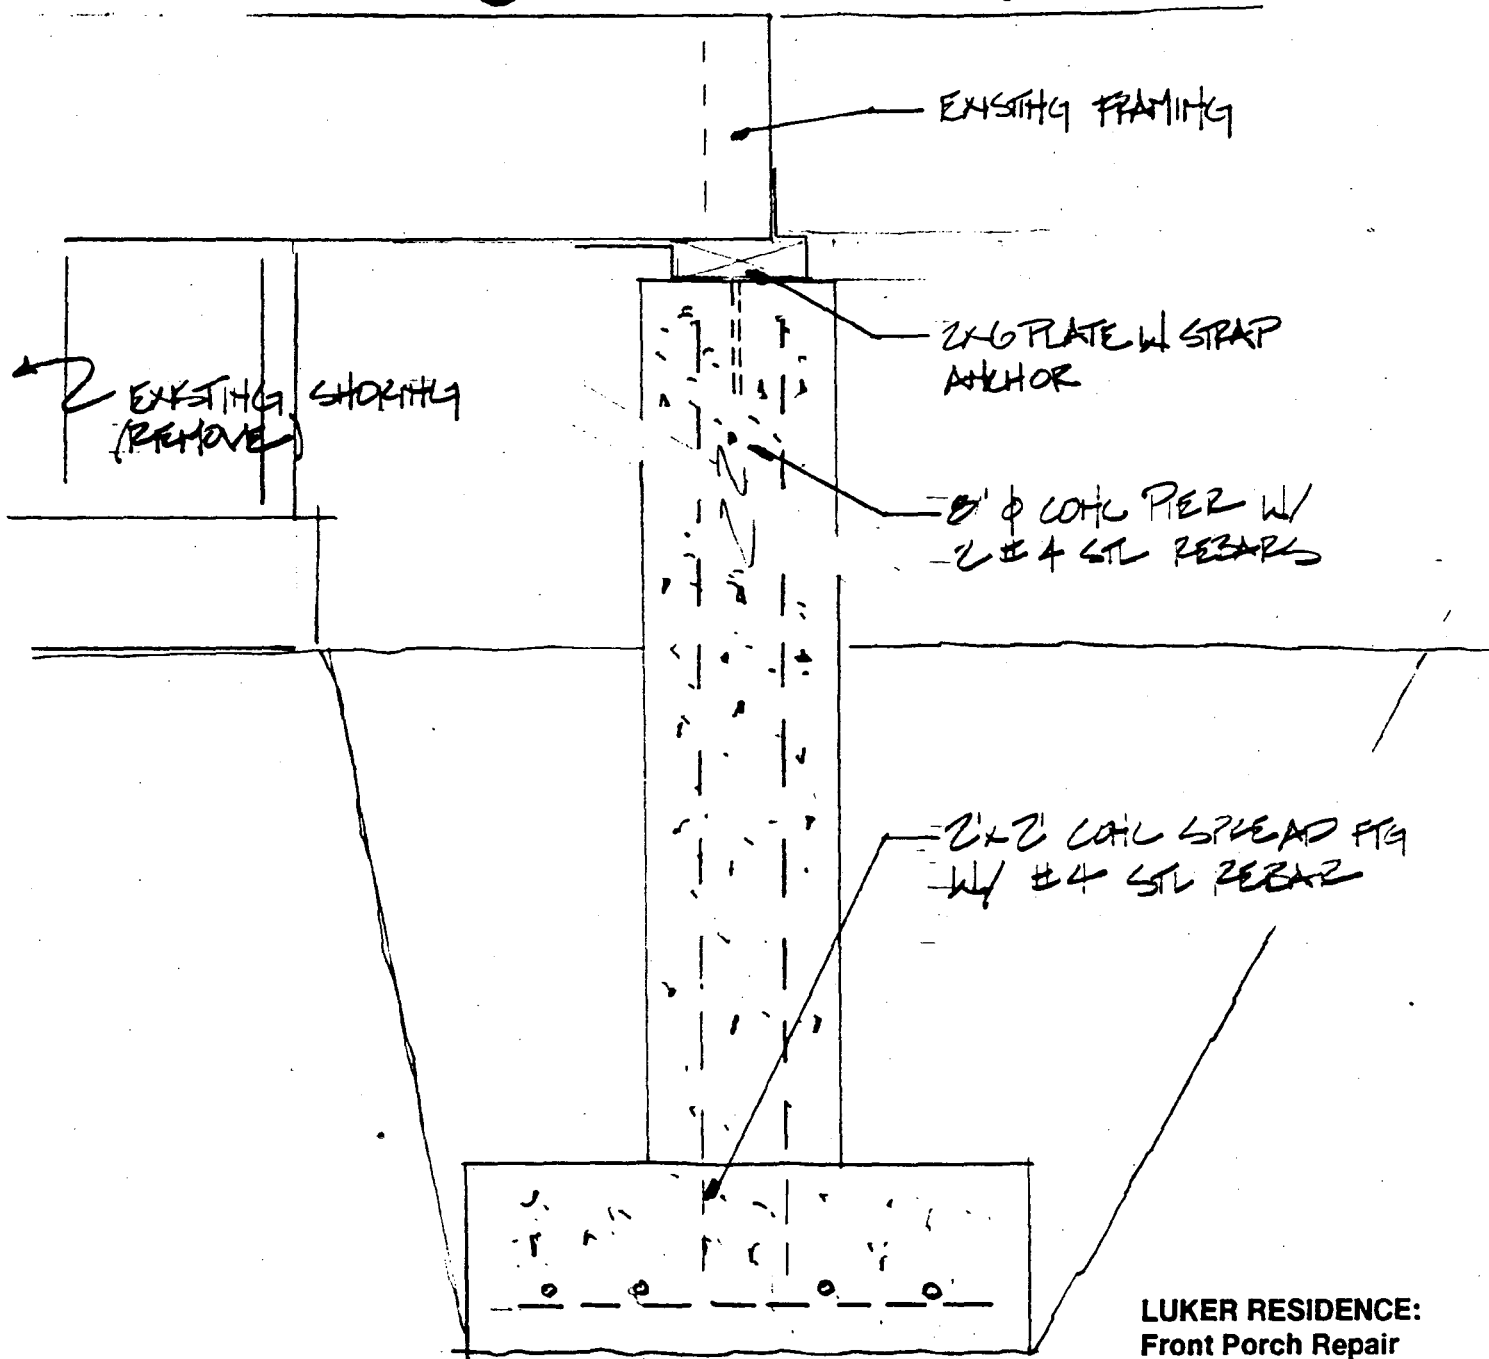 EXISTING FRAMING
2x6 PLATE W/ STRAP
ANCHOR
EXISTING SHORING
(REMOVE)
8" φ CONC PIER W/
2 #4 STL REBARS
2'x2' CONC SPREAD FTG
W/ #4 STL REBAR
LUKER RESIDENCE:
Front Porch Repair